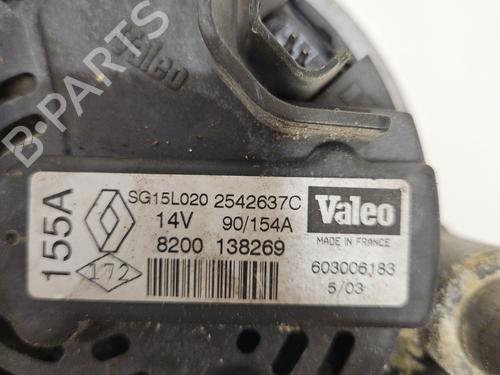 Valeo
B-PARTS
155A
SG15L020 2542637C
14V 90/154A
8200 138269
172
Valeo
MADE IN FRANCE
603006183
5/03